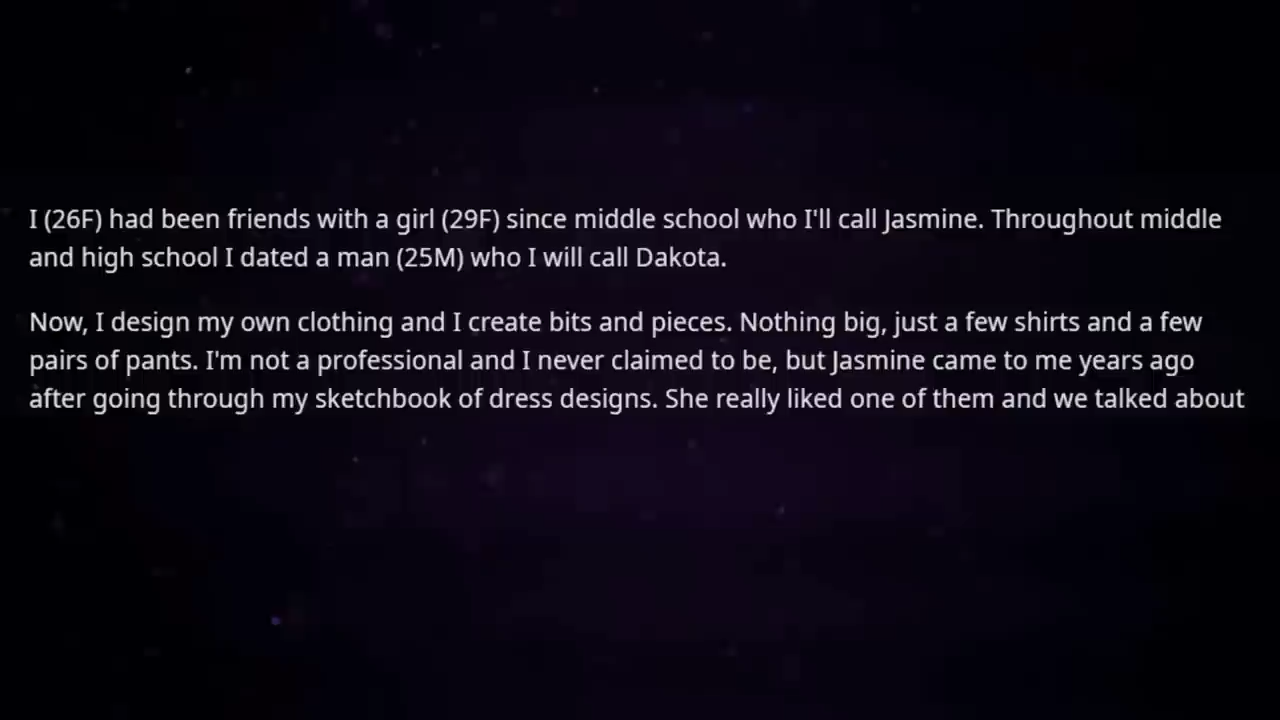 I (26F) had been friends with a girl (29F) since middle school who I'll call Jasmine. Throughout middle
and high school I dated a man (25M) who I will call Dakota.
Now, I design my own clothing and I create bits and pieces. Nothing big, just a few shirts and a few
pairs of pants. I'm not a professional and I never claimed to be, but Jasmine came to me years ago
after going through my sketchbook of dress designs. She really liked one of them and we talked about